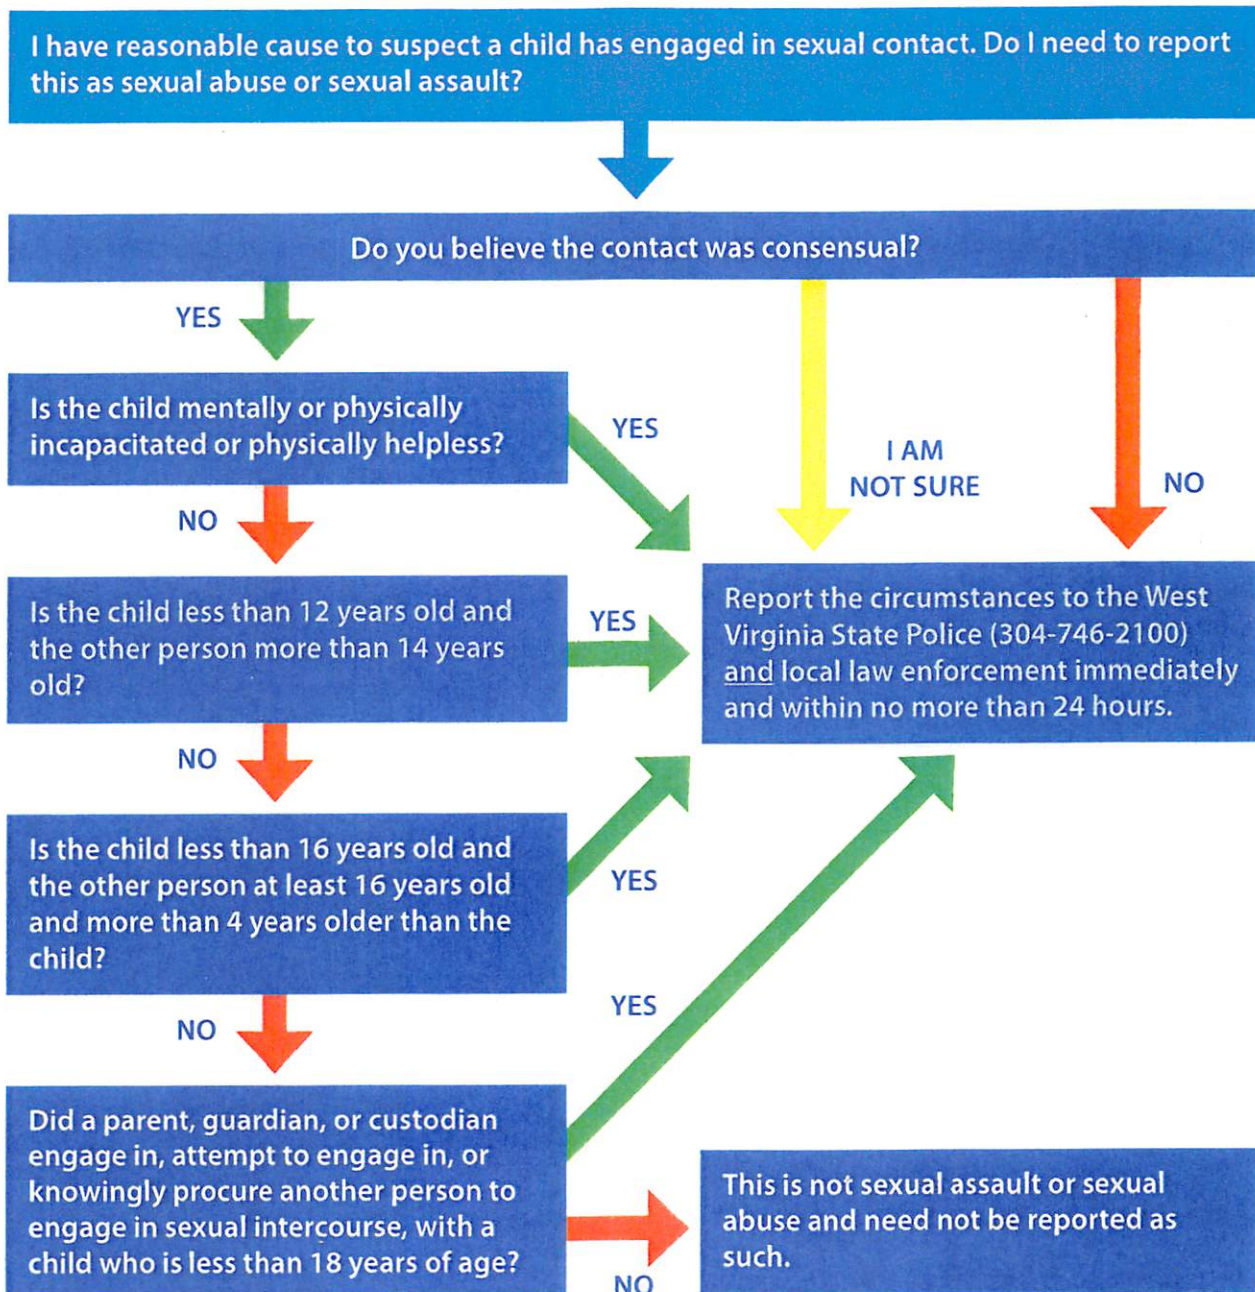 I have reasonable cause to suspect a child has engaged in sexual contact. Do I need to report
this as sexual abuse or sexual assault?
Do you believe the contact was consensual?
YES
I AM
NOT SURE
NO
Is the child mentally or physically
incapacitated or physically helpless?
YES
NO
Is the child less than 12 years old and
the other person more than 14 years
old?
YES
Report the circumstances to the West
Virginia State Police (304-746-2100)
and local law enforcement immediately
and within no more than 24 hours.
NO
Is the child less than 16 years old and
the other person at least 16 years old
and more than 4 years older than the
child?
YES
NO
YES
Did a parent, guardian, or custodian
engage in, attempt to engage in, or
knowingly procure another person to
engage in sexual intercourse, with a
child who is less than 18 years of age?
NO
This is not sexual assault or sexual
abuse and need not be reported as
such.